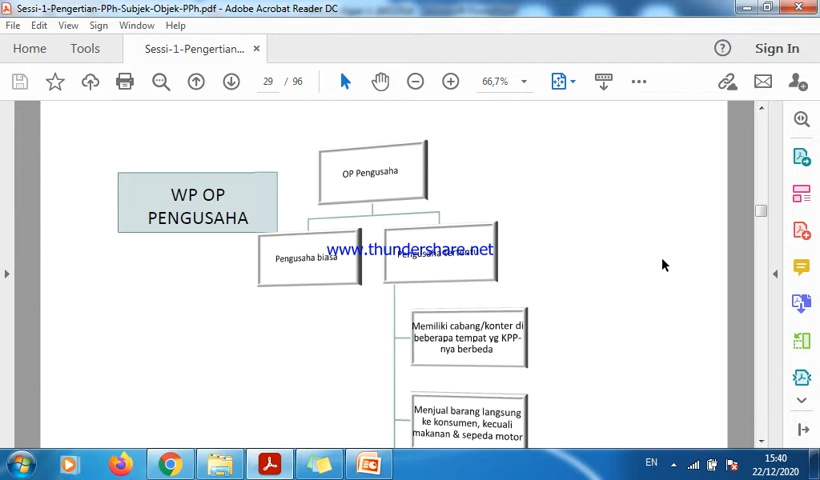 Sessi-1-Pengertian-PPh-Subjek-Objek-PPh.pdf - Adobe Acrobat Reader DC
File Edit View Sign Window Help
Home Tools Sessi-1-Pengertian... × ? Sign In
29 / 96 66,7%
OP Pengusaha
WP OP
PENGUSAHA
Pengusaha biasa
Pengusaha tertentu
www.thundershare.net
Memiliki cabang/konter di
beberapa tempat yg KPP-
nya berbeda
Menjual barang langsung
ke konsumen, kecuali
makanan & sepeda motor
EN 15:40
22/12/2020